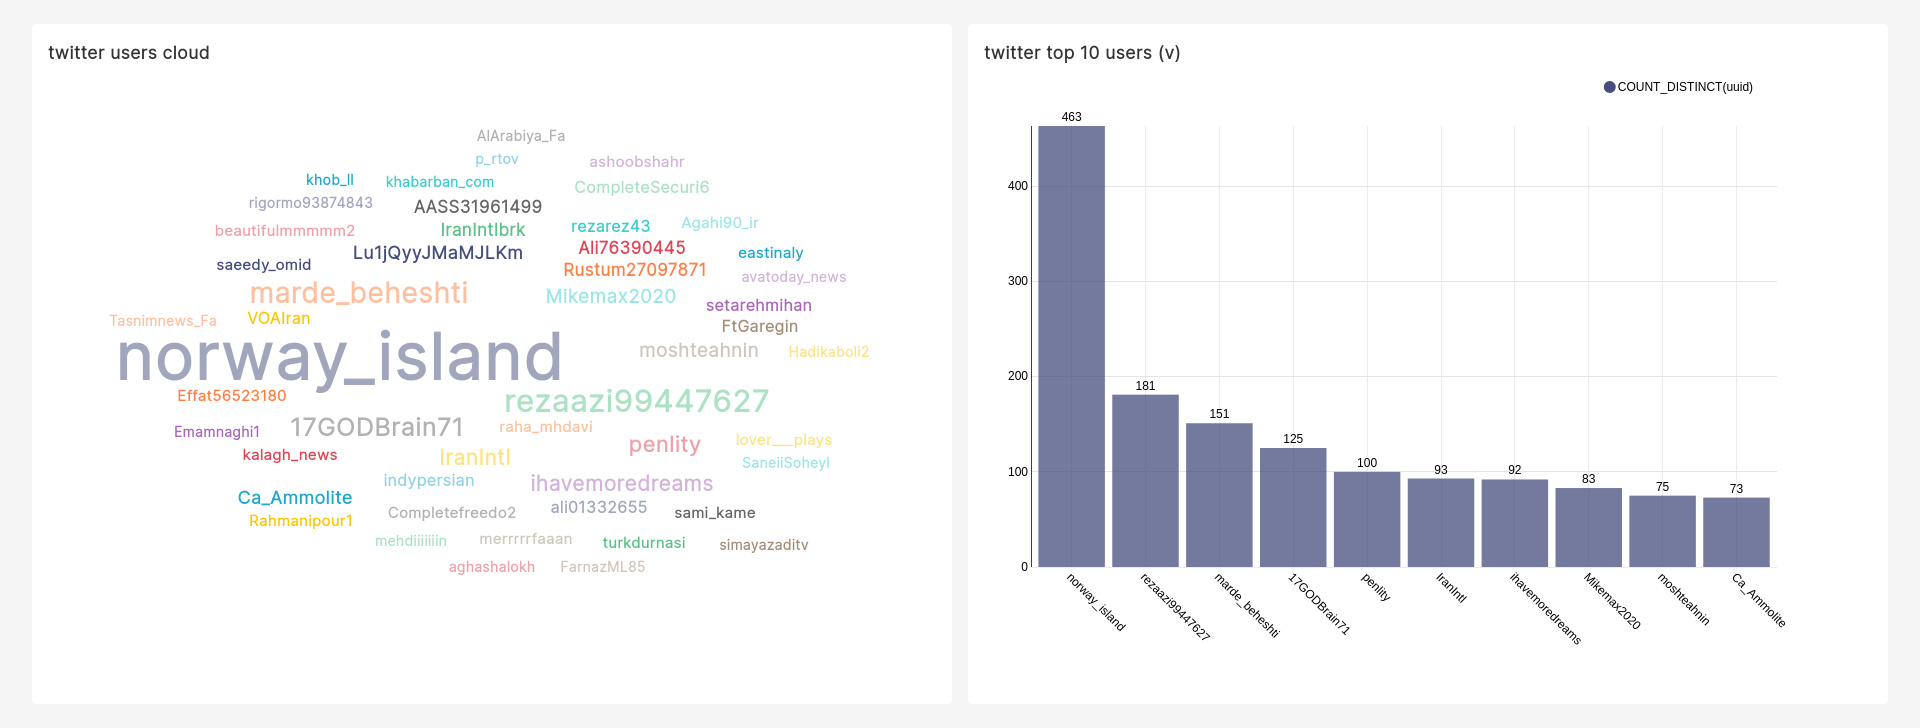 twitter users cloud
AlArabiya_Fa
p_rtov
ashoobshahr
khob_ll
khabarban_com
CompleteSecuri6
rigormo93874843
AASS31961499
beautifulmmmmm2
IranIntlbrk
rezarez43
Agahi90_ir
Lu1jQyyJMaMJLKm
Ali76390445
eastinaly
saeedy_omid
Rustum27097871
avatoday_news
marde_beheshti
Mikemax2020
setarehmihan
Tasnimnews_Fa
VOAIran
FtGaregin
norway_island
moshteahnin
Hadikaboli2
Effat56523180
rezaazi99447627
Emamnaghi1
17GODBrain71
raha_mhdavi
penlity
lover___plays
kalagh_news
IranIntl
SaneiiSoheyl
indypersian
ihavemoredreams
Ca_Ammolite
Completefreedo2
ali01332655
sami_kame
Rahmanipour1
mehdiiiiiiin
merrrrrfaaan
turkdurnasi
simayazaditv
aghashalokh
FarnazML85
twitter top 10 users (v)
COUNT_DISTINCT(uuid)
463
400
300
200
181
151
125
100
100
93
92
83
75
73
0
norway_island
rezaazi99447627
marde_beheshti
17GODBrain71
penlity
IranIntl
ihavemoredreams
Mikemax2020
moshteahnin
Ca_Ammolite